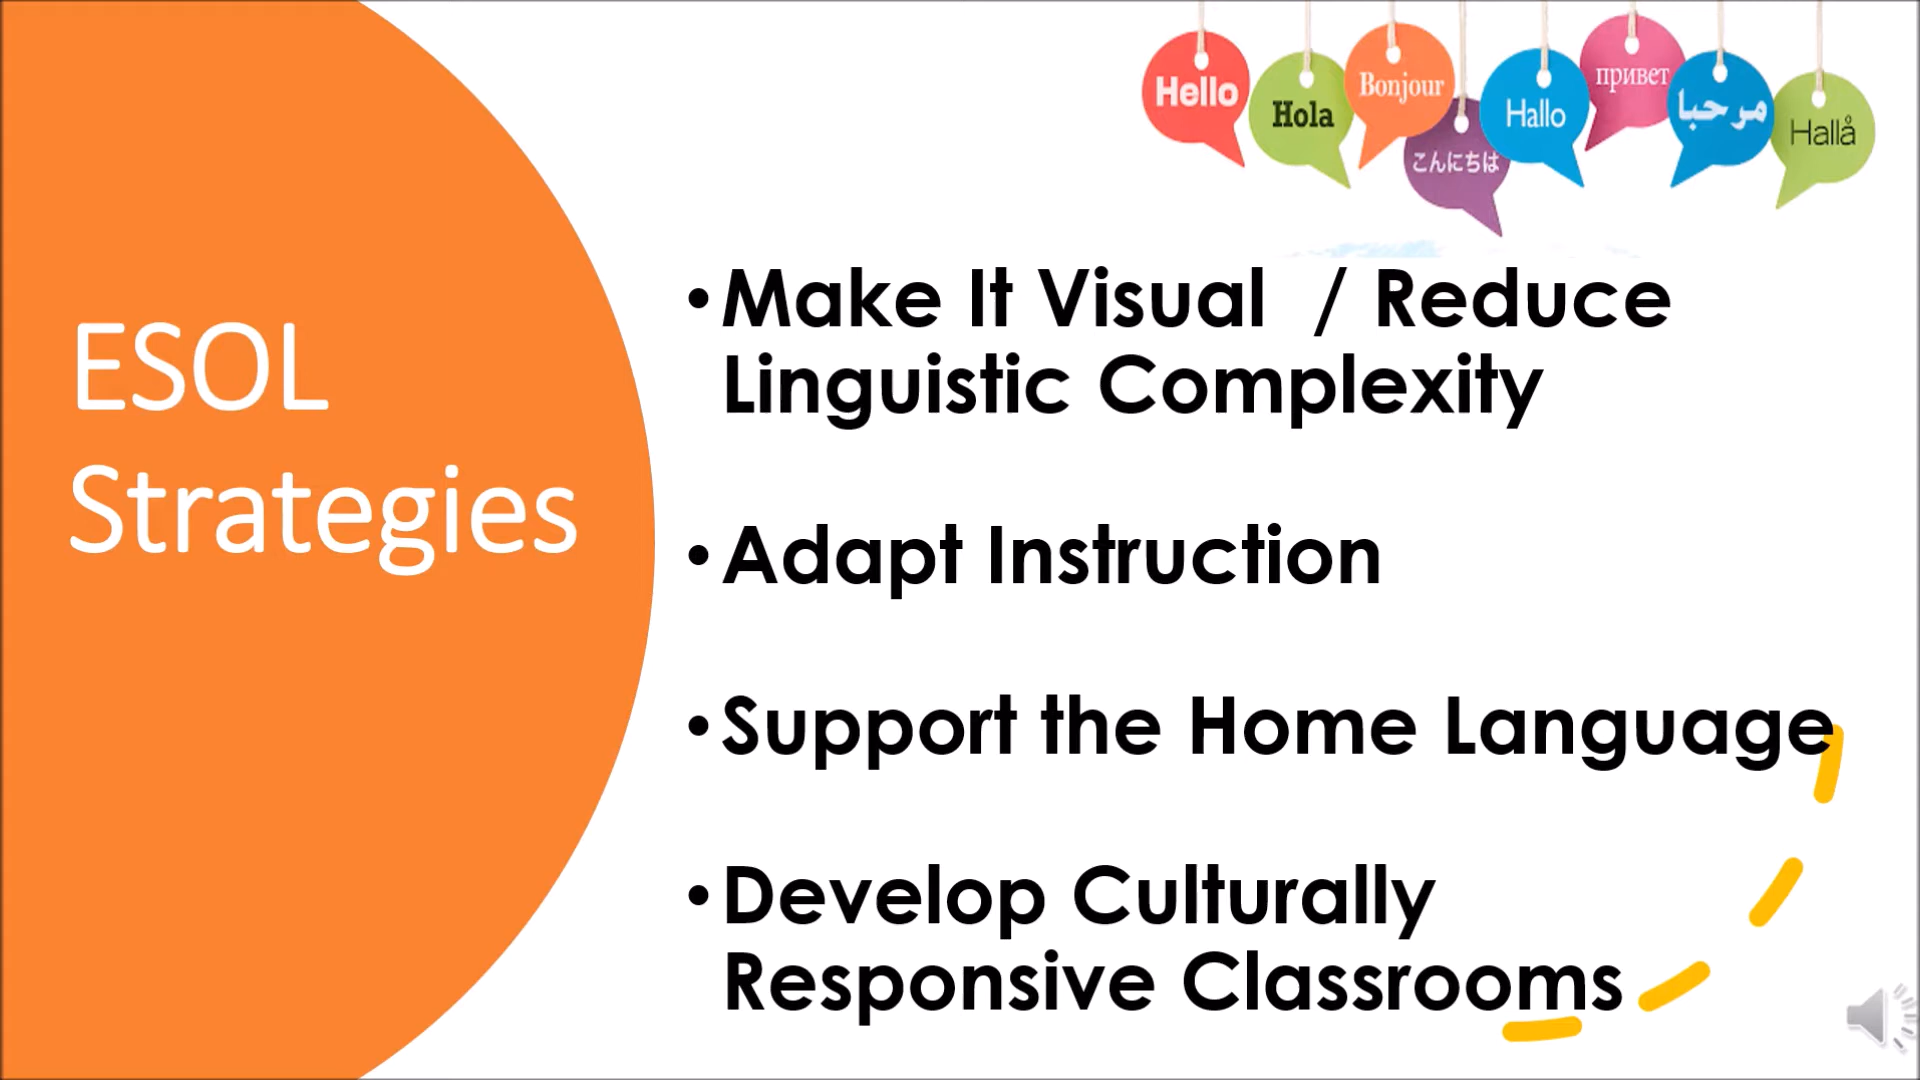 Hello
Hola
Bonjour
こんにちは
Hallo
привет
مرحبا
Hallå
ESOL
Strategies
•Make It Visual / Reduce
Linguistic Complexity
•Adapt Instruction
•Support the Home Language
•Develop Culturally
Responsive Classrooms